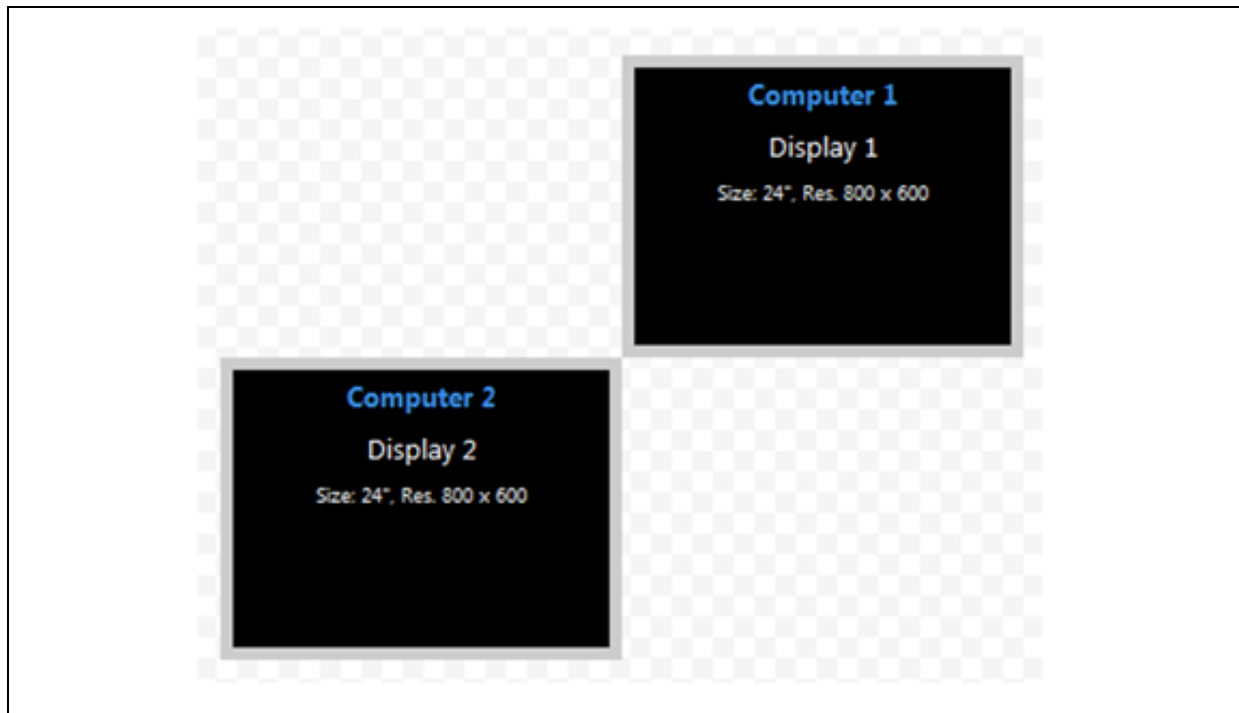 Computer 1
Display 1
Size: 24", Res. 800 x 600
Computer 2
Display 2
Size: 24", Res. 800 x 600